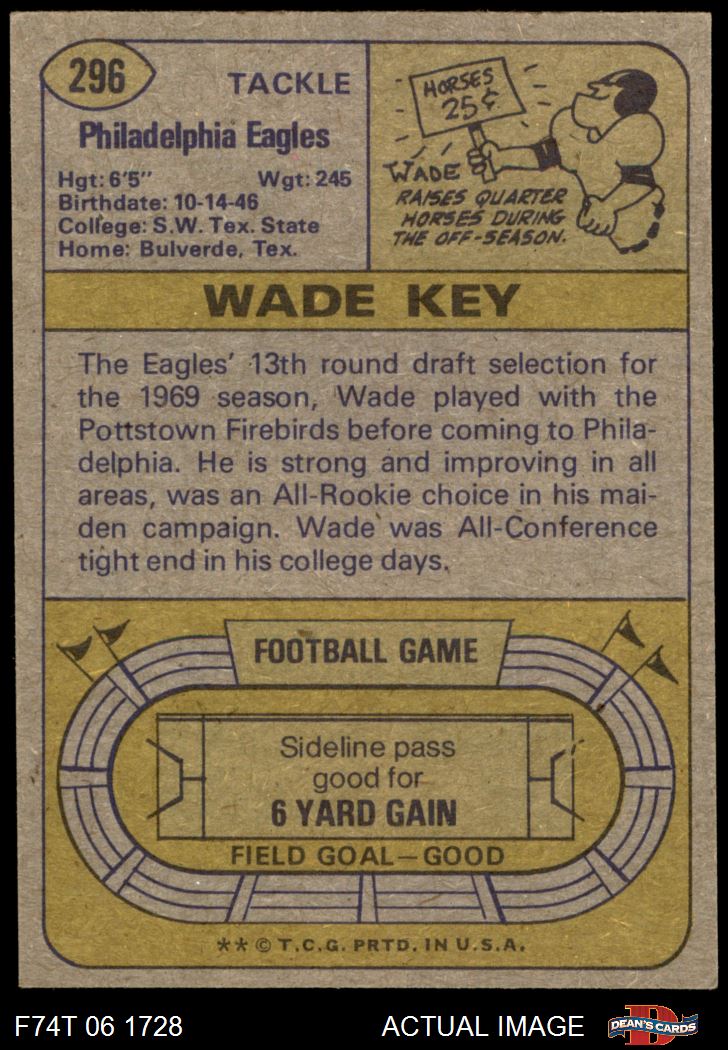 296
TACKLE
Philadelphia Eagles
Hgt: 6'5" Wgt: 245
Birthdate: 10-14-46
College: S.W. Tex. State
Home: Bulverde, Tex.
HORSES
25¢
WADE
RAISES QUARTER
HORSES DURING
THE OFF-SEASON.
WADE KEY
The Eagles' 13th round draft selection for
the 1969 season, Wade played with the
Pottstown Firebirds before coming to Phila-
delphia. He is strong and improving in all
areas, was an All-Rookie choice in his mai-
den campaign. Wade was All-Conference
tight end in his college days.
FOOTBALL GAME
Sideline pass
good for
6 YARD GAIN
FIELD GOAL—GOOD
** © T.C.G. PRTD. IN U.S.A.
F74T 06 1728
ACTUAL IMAGE
D
DEAN'S CARDS